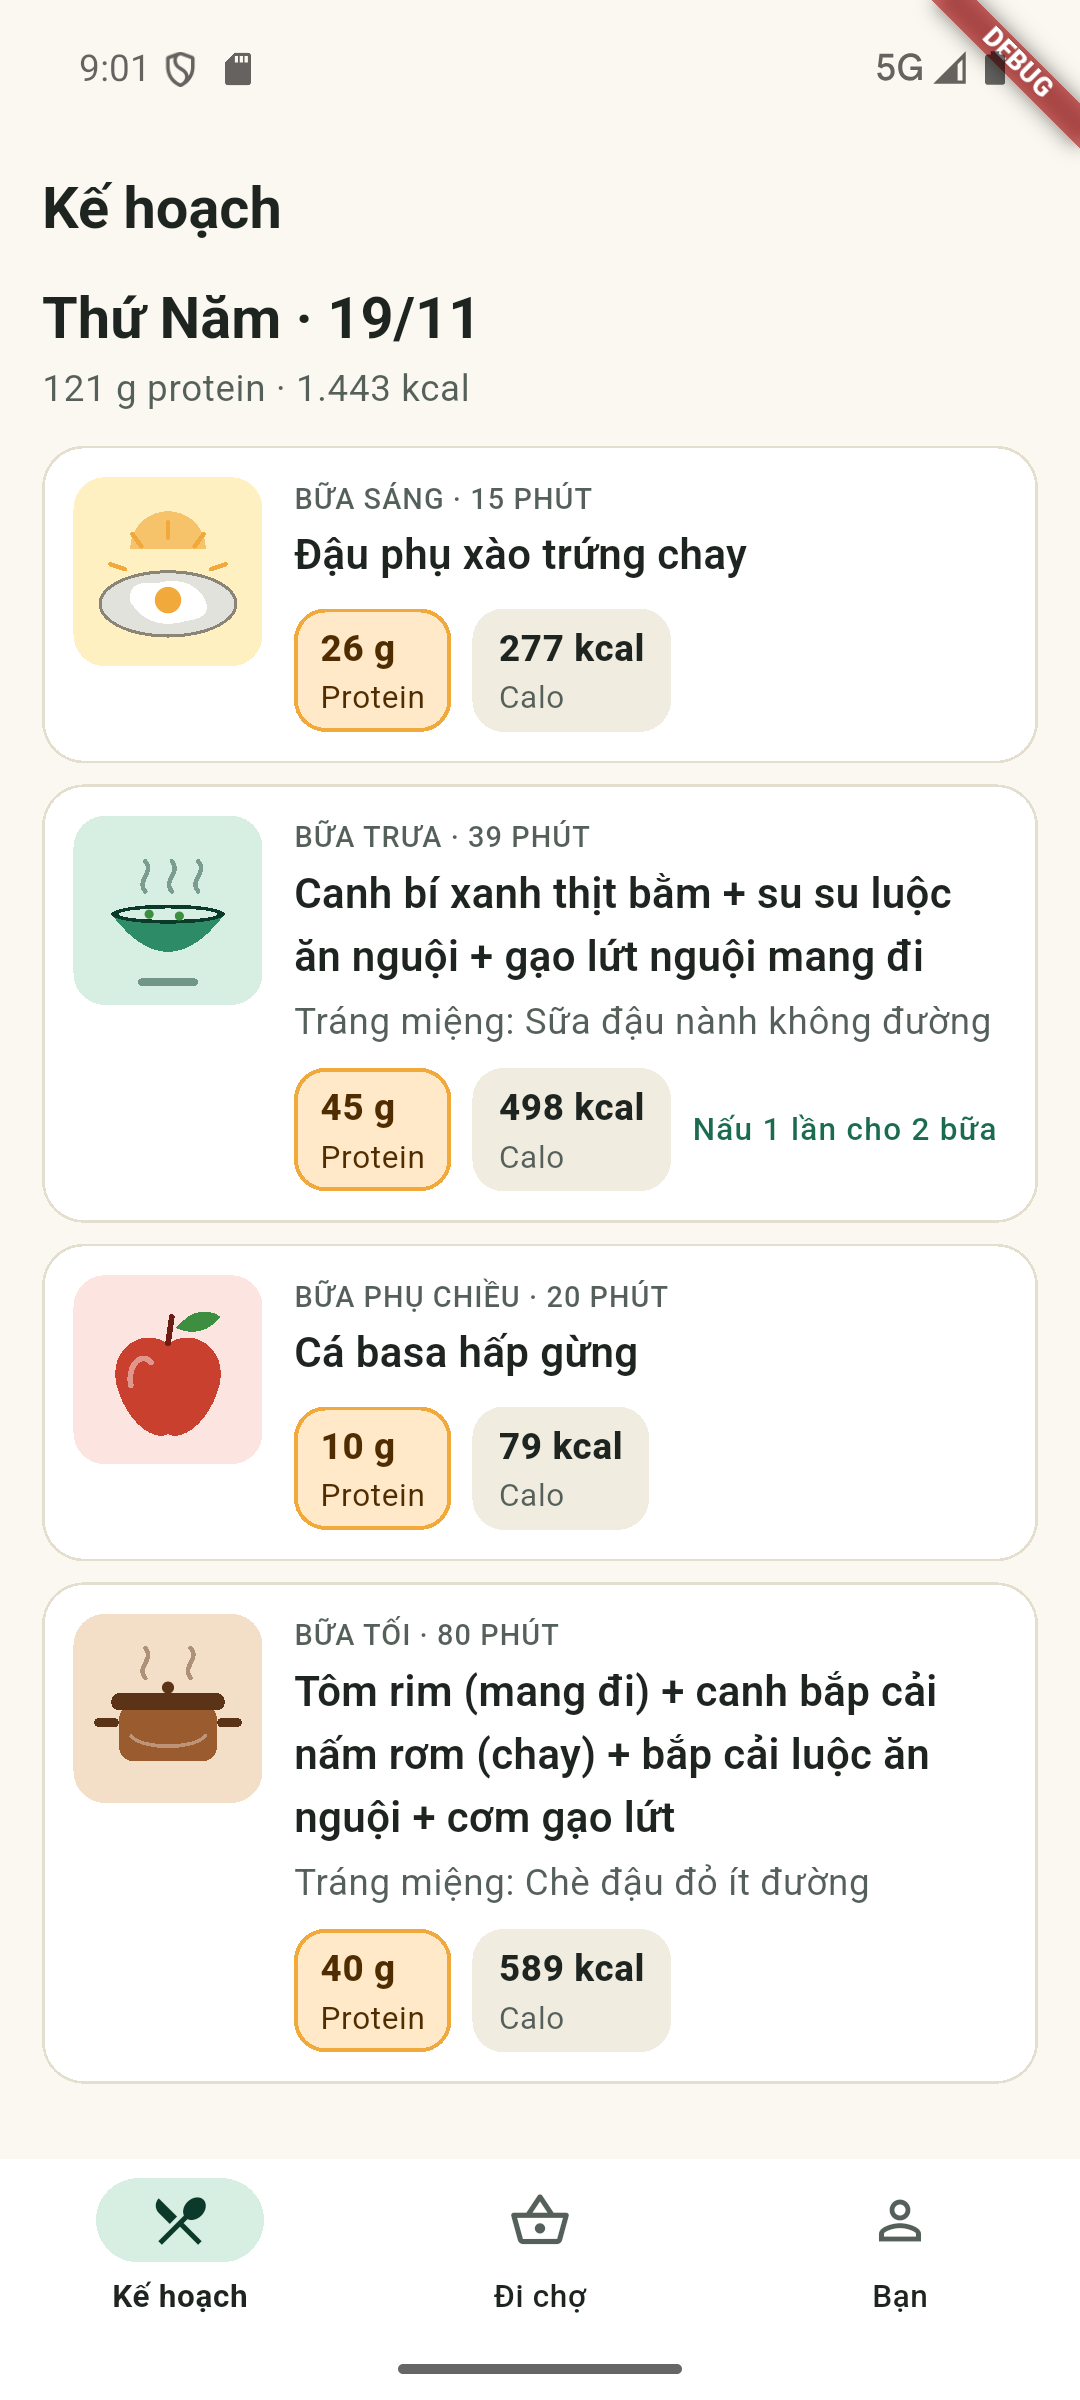 9:01
5G
DEBUG
Kế hoạch
Thứ Năm · 19/11
121 g protein · 1.443 kcal
BỮA SÁNG · 15 PHÚT
Đậu phụ xào trứng chay
26 g
Protein
277 kcal
Calo
BỮA TRƯA · 39 PHÚT
Canh bí xanh thịt bằm + su su luộc
ăn nguội + gạo lứt nguội mang đi
Tráng miệng: Sữa đậu nành không đường
45 g
Protein
498 kcal
Calo
Nấu 1 lần cho 2 bữa
BỮA PHỤ CHIỀU · 20 PHÚT
Cá basa hấp gừng
10 g
Protein
79 kcal
Calo
BỮA TỐI · 80 PHÚT
Tôm rim (mang đi) + canh bắp cải
nấm rơm (chay) + bắp cải luộc ăn
nguội + cơm gạo lứt
Tráng miệng: Chè đậu đỏ ít đường
40 g
Protein
589 kcal
Calo
Kế hoạch
Đi chợ
Bạn